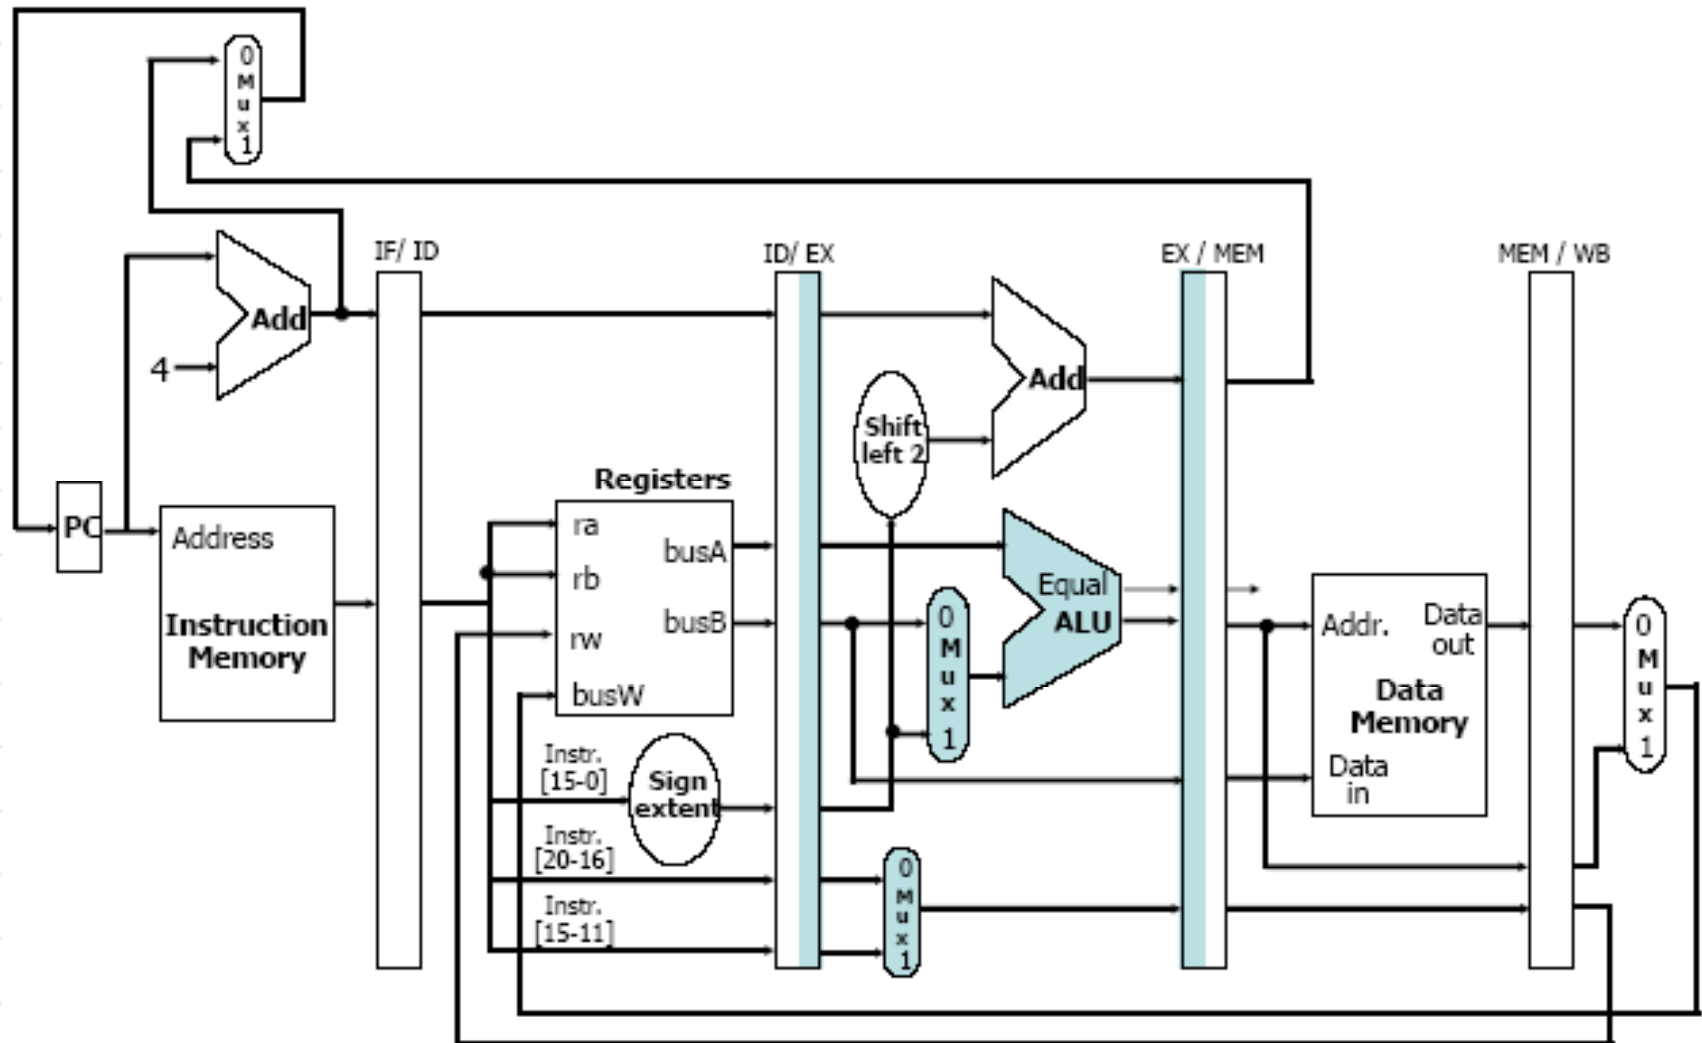 0
M
u
x
1
IF/ ID
ID/ EX
EX / MEM
MEM / WB
Add
4
Add
Shift
left 2
Registers
PC
Address
Instruction
Memory
ra
rb
rw
busW
busA
busB
Equal
ALU
0
M
u
x
1
Addr.
Data
out
Data
Memory
Data
in
0
M
u
x
1
Instr.
[15-0]
Sign
extent
Instr.
[20-16]
Instr.
[15-11]
0
M
u
x
1